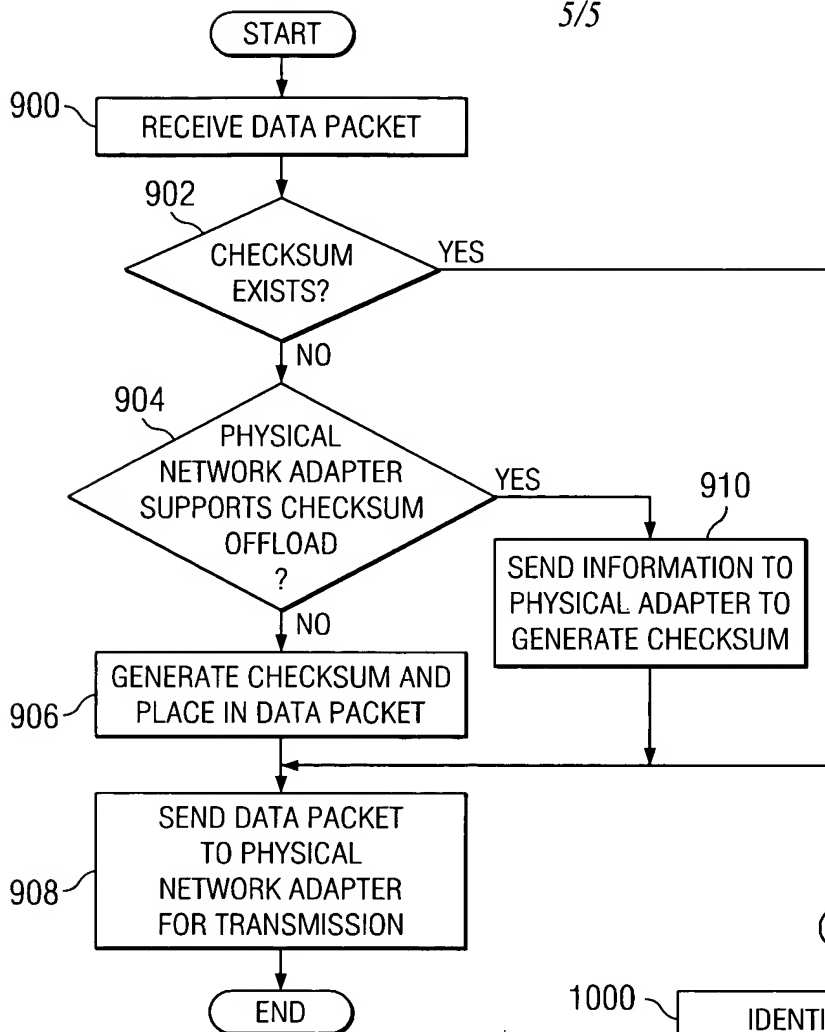 5/5
START
900
RECEIVE DATA PACKET
902
CHECKSUM
EXISTS?
YES
NO
904
PHYSICAL
NETWORK ADAPTER
SUPPORTS CHECKSUM
OFFLOAD
?
YES
NO
910
SEND INFORMATION TO
PHYSICAL ADAPTER TO
GENERATE CHECKSUM
906
GENERATE CHECKSUM AND
PLACE IN DATA PACKET
908
SEND DATA PACKET
TO PHYSICAL
NETWORK ADAPTER
FOR TRANSMISSION
END
1000